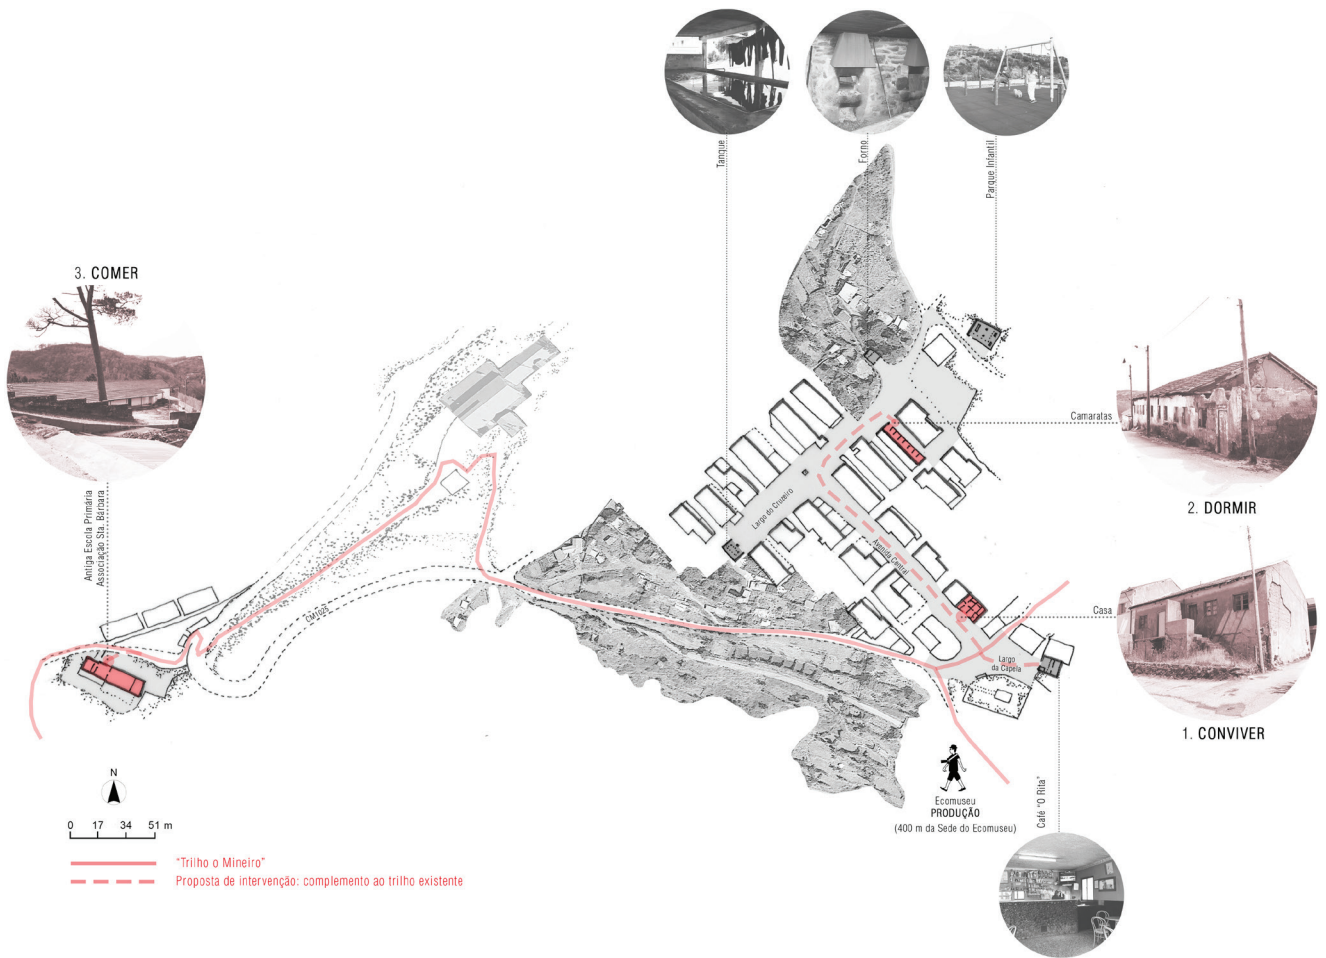 Tanque
Forno
Parque Infantil
3. COMER
Antiga Escola Primária
Associação Sta. Bárbara
Camaratas
2. DORMIR
Largo do Cruzeiro
Avenida Central
CM1025
Casa
Largo
da Capela
1. CONVIVER
Ecomuseu
PRODUÇÃO
(400 m da Sede do Ecomuseu)
Café "O Rita"
N
0 17 34 51 m
"Trilho o Mineiro"
Proposta de intervenção: complemento ao trilho existente